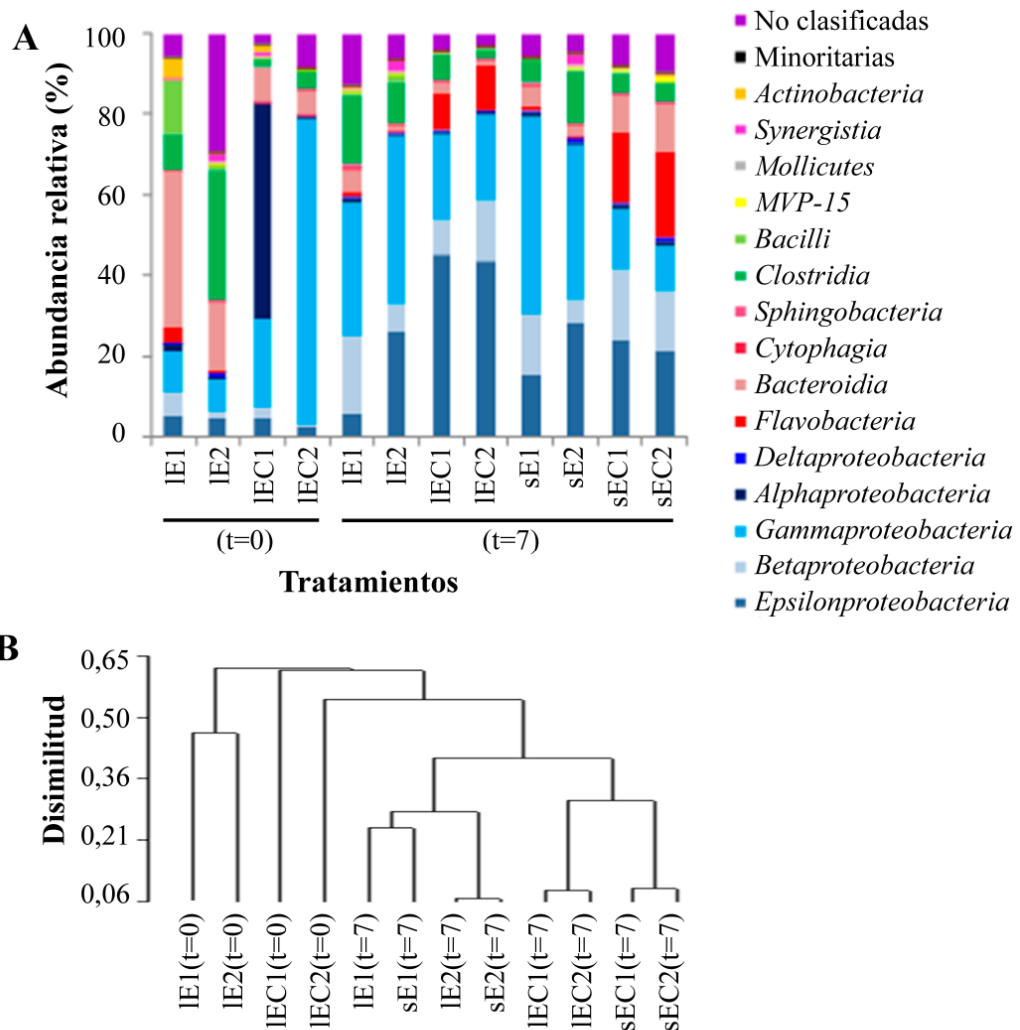 A
Abundancia relativa (%)
100
80
60
40
20
0
lE1
lE2
lEC1
lEC2
lE1
lE2
lEC1
lEC2
sE1
sE2
sEC1
sEC2
(t=0)
(t=7)
Tratamientos
No clasificadas
Minoritarias
Actinobacteria
Synergistia
Mollicutes
MVP-15
Bacilli
Clostridia
Sphingobacteria
Cytophagia
Bacteroidia
Flavobacteria
Deltaproteobacteria
Alphaproteobacteria
Gammaproteobacteria
Betaproteobacteria
Epsilonproteobacteria
B
Disimilitud
0,65
0,50
0,36
0,21
0,06
lE1(t=0)
lE2(t=0)
lEC1(t=0)
lEC2(t=0)
lE1(t=7)
sE1(t=7)
lE2(t=7)
sE2(t=7)
lEC1(t=7)
lEC2(t=7)
sEC1(t=7)
sEC2(t=7)